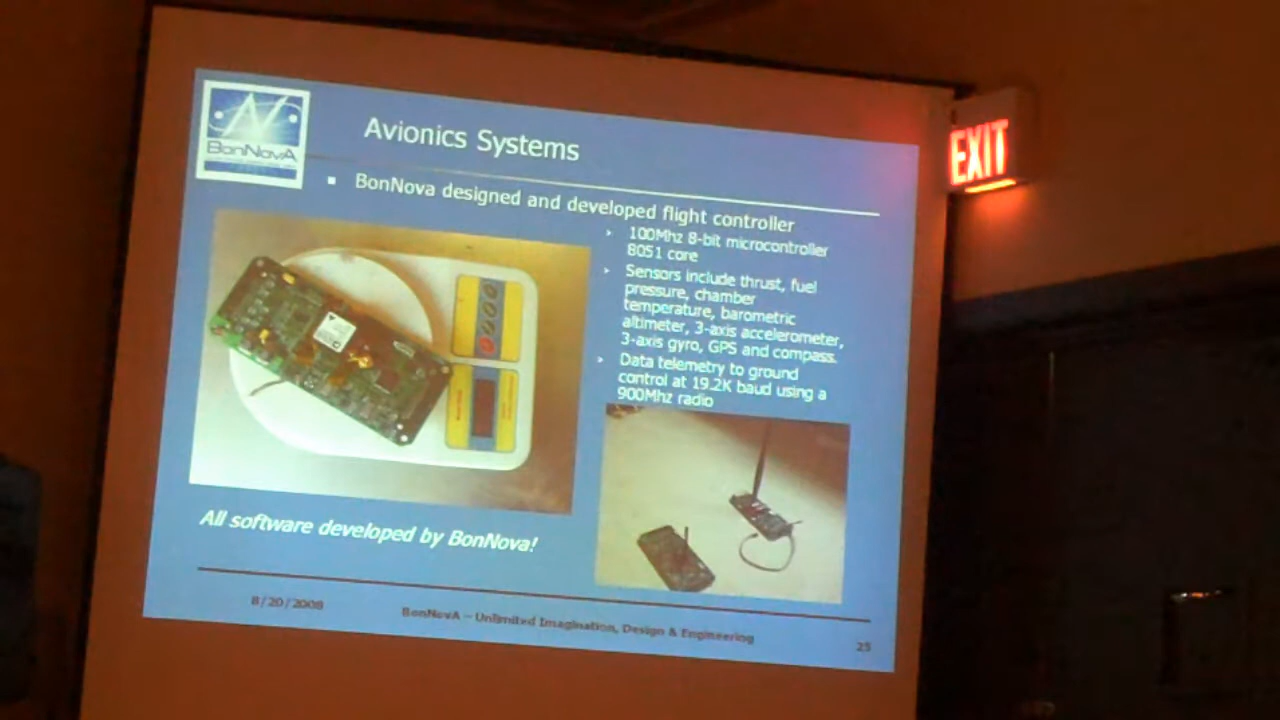 BonNovA
Avionics Systems
BonNova designed and developed flight controller
100Mhz 8-bit microcontroller
8051 core
Sensors include thrust, fuel
pressure, chamber
temperature, barometric
altimeter, 3-axis accelerometer,
3-axis gyro, GPS and compass.
Data telemetry to ground
control at 19.2K baud using a
900Mhz radio
All software developed by BonNova!
8/20/2008
BonNovA – Unlimited Imagination, Design & Engineering
25
EXIT